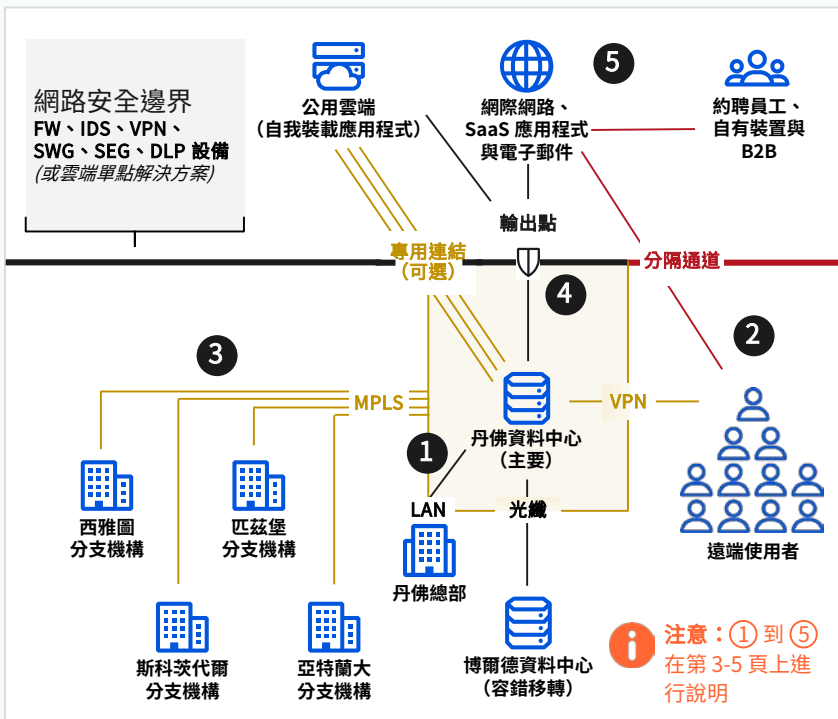 網路安全邊界
FW、IDS、VPN、
SWG、SEG、DLP 設備
(或雲端單點解決方案)
公用雲端
（自我裝載應用程式）
網際網路、
SaaS 應用程式
與電子郵件
5
約聘員工、
自有裝置與
B2B
輸出點
專用連結
（可選）
分隔通道
4
2
3
MPLS
VPN
丹佛資料中心
（主要）
1
LAN
光纖
西雅圖
分支機構
匹茲堡
分支機構
丹佛總部
遠端使用者
斯科茨代爾
分支機構
亞特蘭大
分支機構
博爾德資料中心
（容錯移轉）
注意：① 到 ⑤
在第 3-5 頁上進
行說明